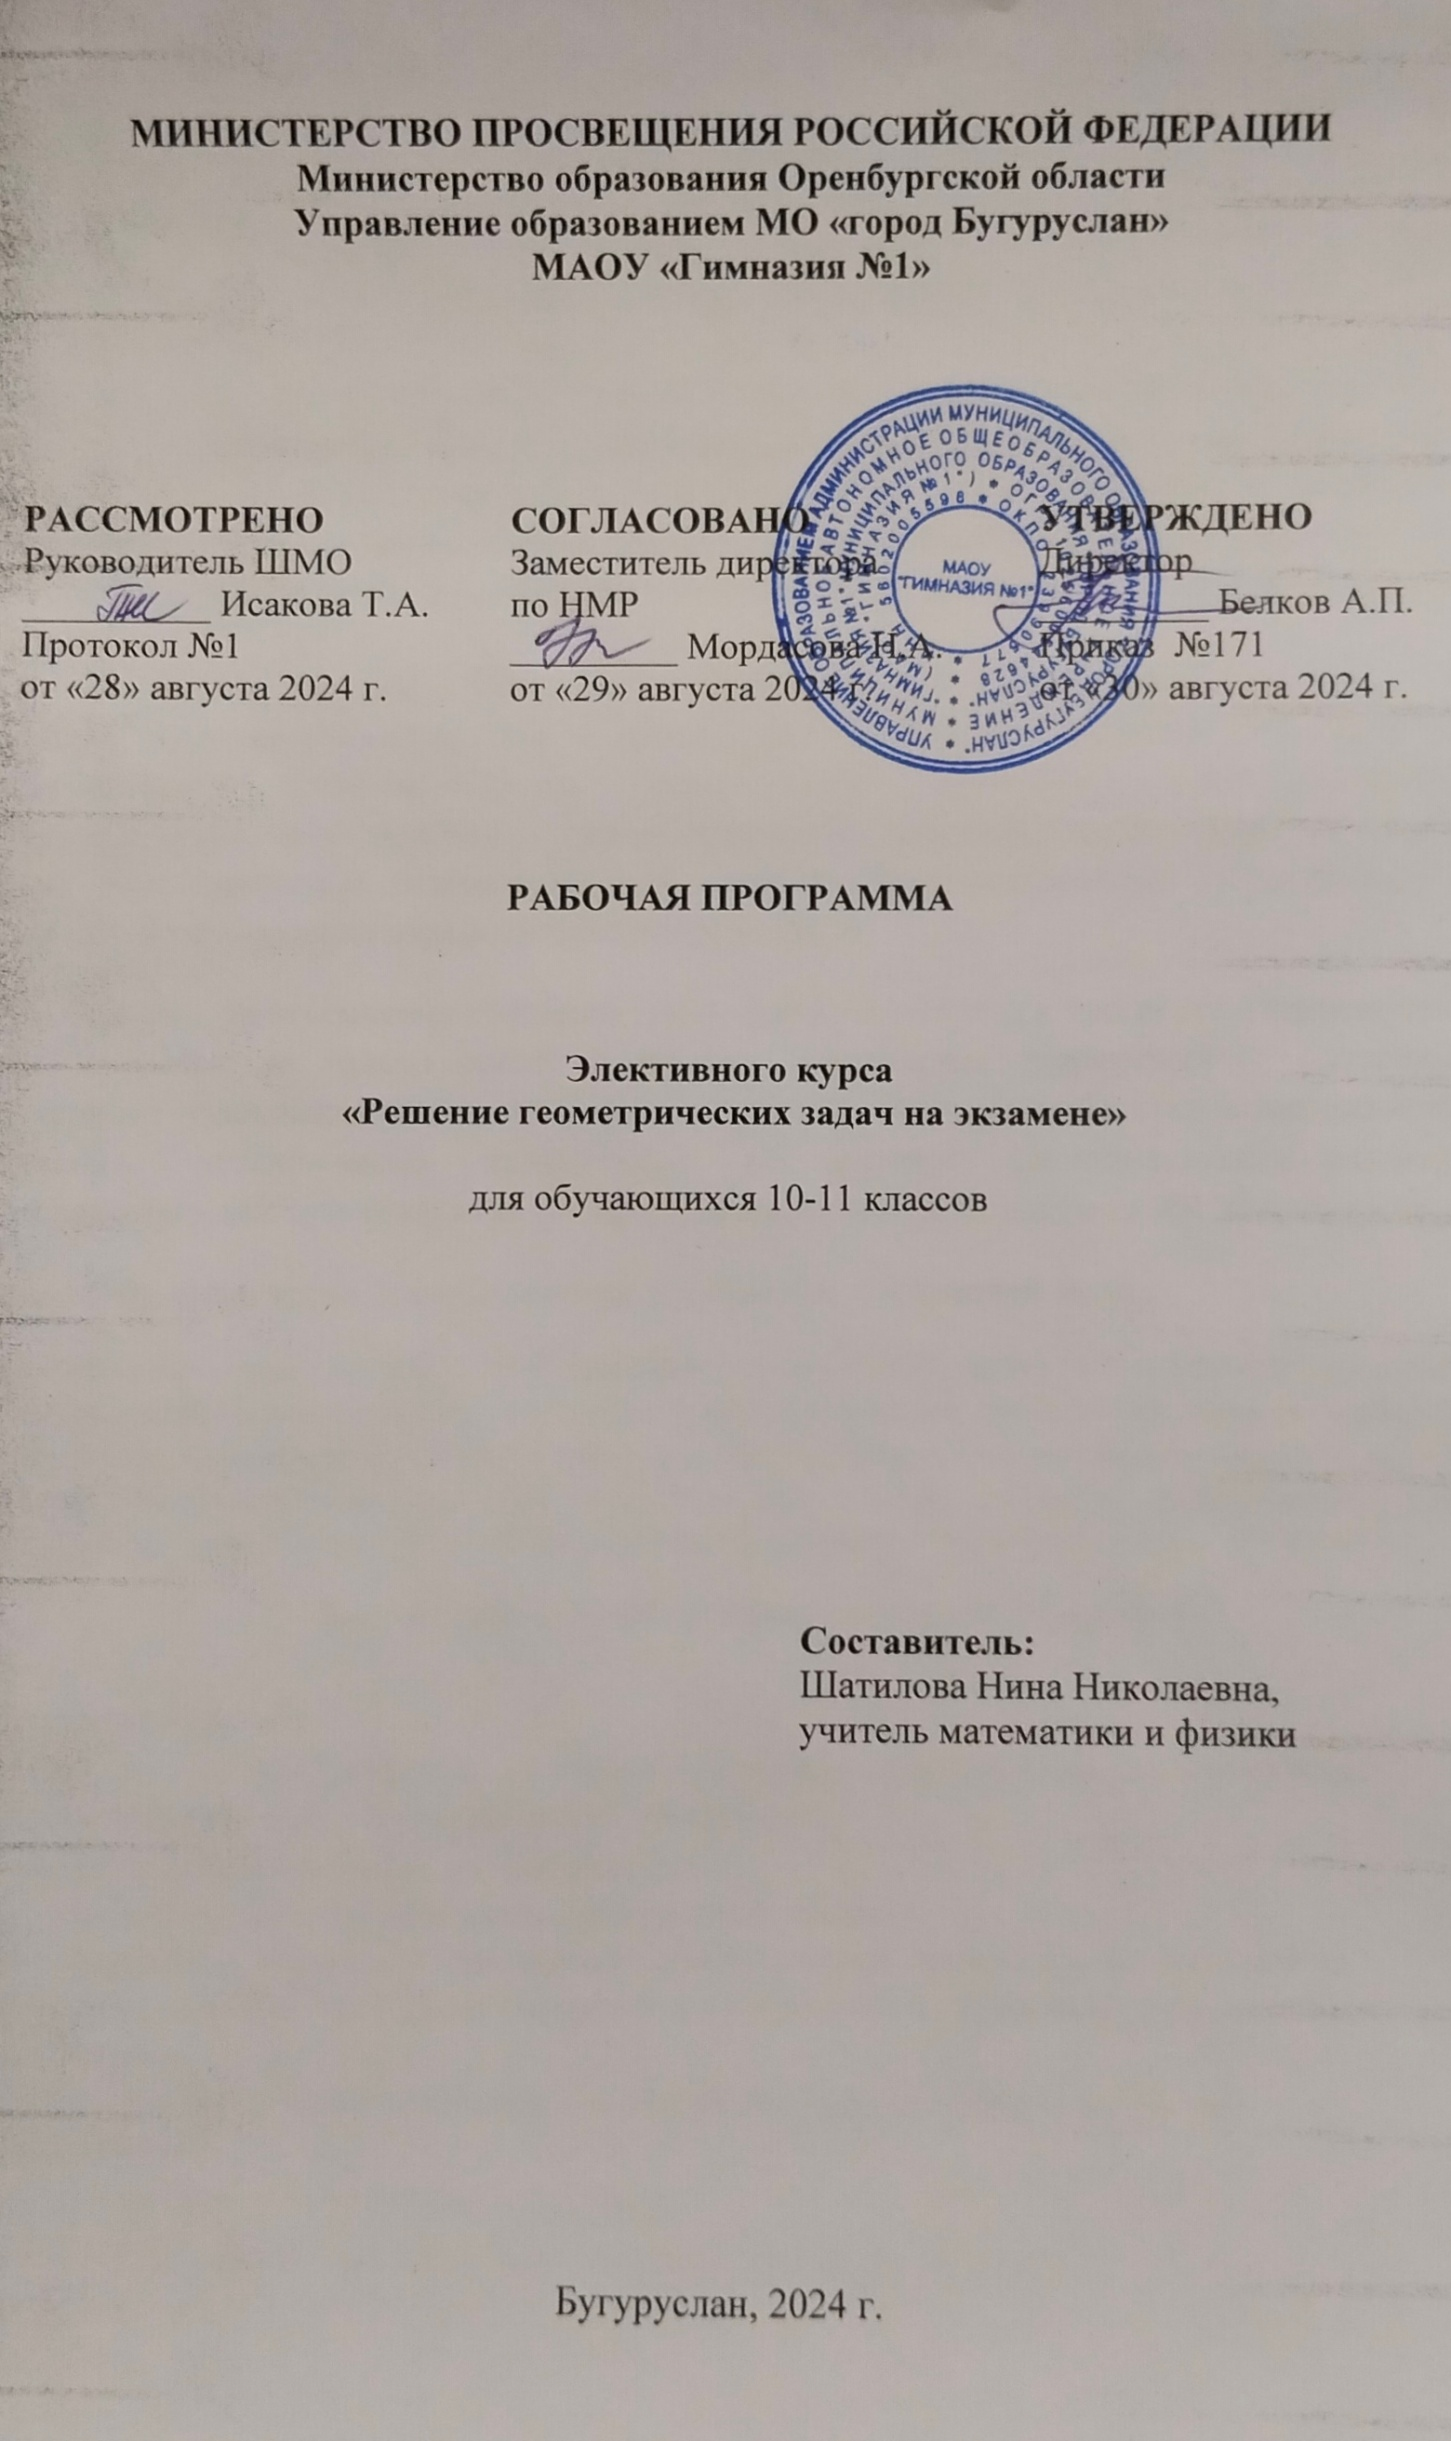 МИНИСТЕРСТВО ПРОСВЕЩЕНИЯ РОССИЙСКОЙ ФЕДЕРАЦИИ
Министерство образования Оренбургской области
Управление образованием МО «город Бугуруслан»
МАОУ «Гимназия №1»
РАССМОТРЕНО
Руководитель ШМО
Исакова Т.А.
Протокол №1
от «28» августа 2024 г.
СОГЛАСОВАНО
Заместитель директора
по НМР
Мордасова Н.А.
от «29» августа 2024 г.
УТВЕРЖДЕНО
Директор
Белков А.П.
Приказ №171
от «30» августа 2024 г.
МАОУ
"ГИМНАЗИЯ №1"
РАБОЧАЯ ПРОГРАММА
Элективного курса
«Решение геометрических задач на экзамене»
для обучающихся 10-11 классов
Составитель:
Шатилова Нина Николаевна,
учитель математики и физики
Бугуруслан, 2024 г.